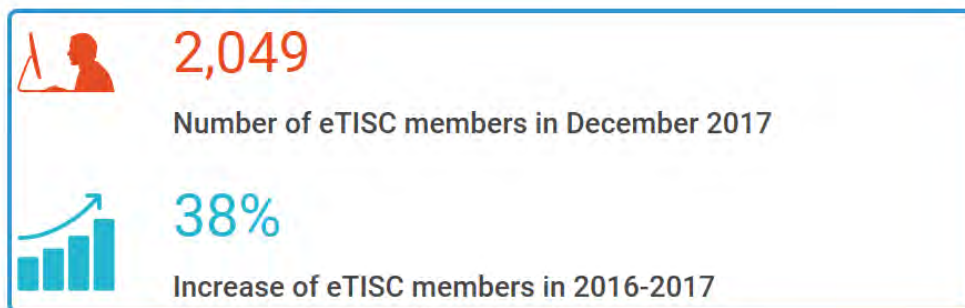 2,049
Number of eTISC members in December 2017
38%
Increase of eTISC members in 2016-2017